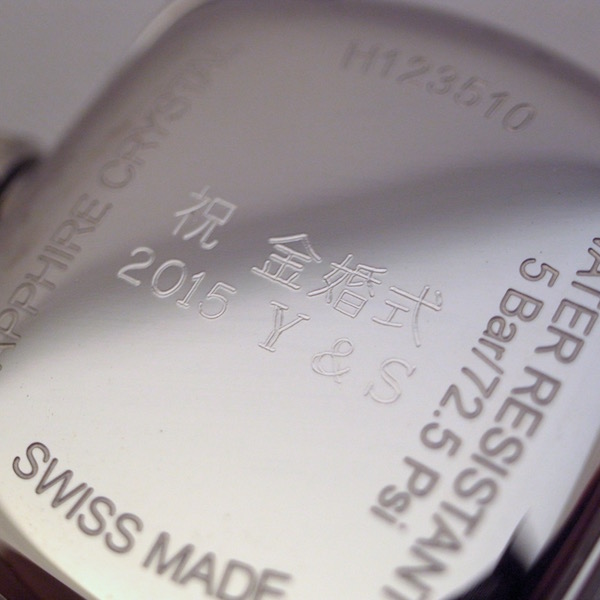 H123510
SAPPHIRE CRYSTAL
祝 金婚式
2015 Y & S
WATER RESISTANT
5 Bar/72.5 Psi
SWISS MADE